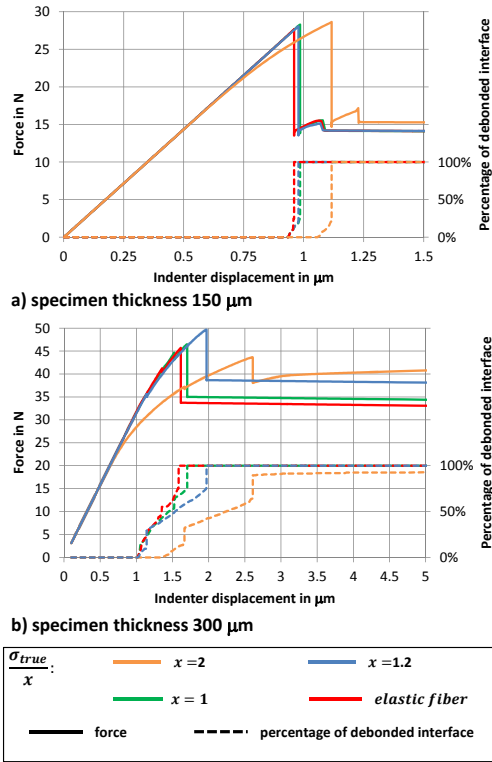 30
25
20
15
10
5
0
Force in N
100%
50%
0%
Percentage of debonded interface
0 0.25 0.5 0.75 1 1.25 1.5
Indenter displacement in μm
a) specimen thickness 150 μm
50
45
40
35
30
25
20
15
10
5
0
Force in N
100%
50%
0%
Percentage of debonded interface
0 0.5 1 1.5 2 2.5 3 3.5 4 4.5 5
Indenter displacement in μm
b) specimen thickness 300 μm
σ_true/x :
x =2 x =1.2
x = 1 elastic fiber
force percentage of debonded interface